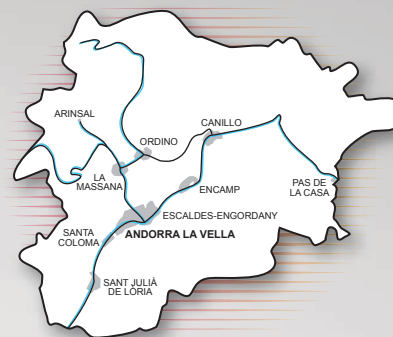 ARINSAL
CANILLO
ORDINO
LA
MASSANA
ENCAMP
PAS DE
LA CASA
ESCALDES-ENGORDANY
SANTA
COLOMA
ANDORRA LA VELLA
SANT JULIÀ
DE LÒRIA